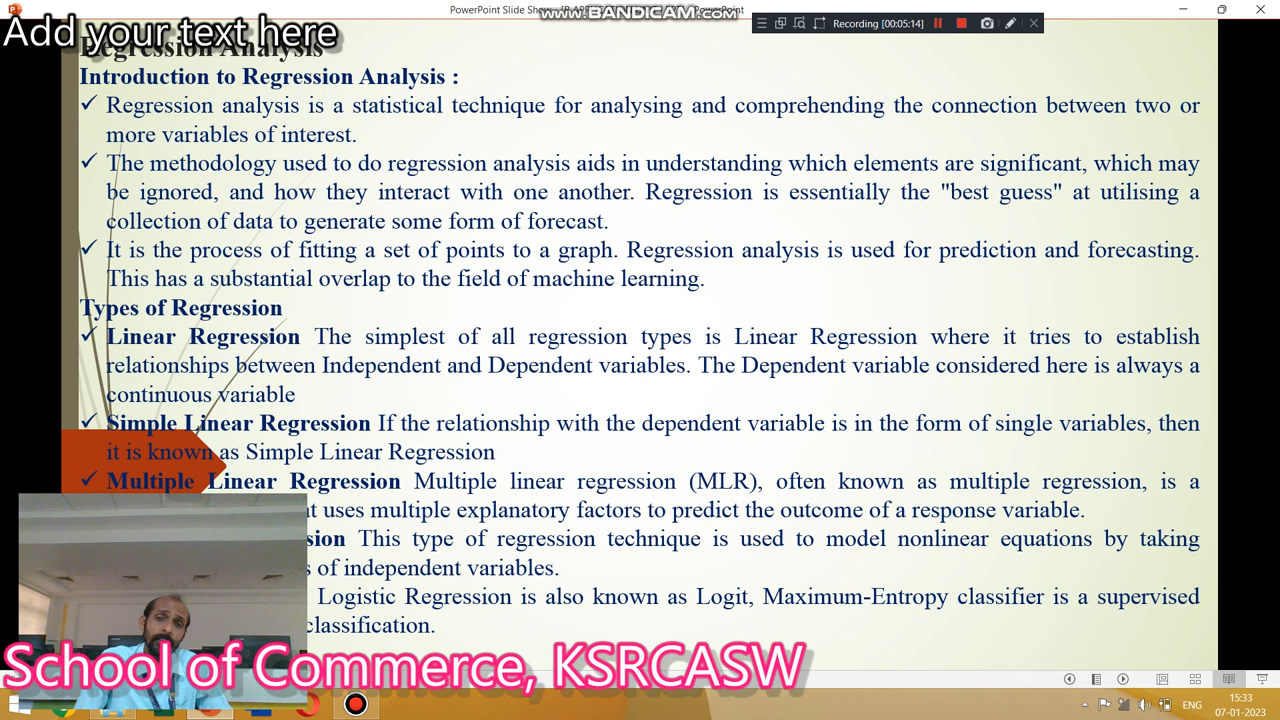 PowerPoint Slide Show
www.BANDICAM.com
PowerPoint
Recording [00:05:14]
Add your text here
Regression Analysis
Introduction to Regression Analysis :
✓ Regression analysis is a statistical technique for analysing and comprehending the connection between two or
more variables of interest.
✓ The methodology used to do regression analysis aids in understanding which elements are significant, which may
be ignored, and how they interact with one another. Regression is essentially the "best guess" at utilising a
collection of data to generate some form of forecast.
✓ It is the process of fitting a set of points to a graph. Regression analysis is used for prediction and forecasting.
This has a substantial overlap to the field of machine learning.
Types of Regression
✓ Linear Regression The simplest of all regression types is Linear Regression where it tries to establish
relationships between Independent and Dependent variables. The Dependent variable considered here is always a
continuous variable
✓ Simple Linear Regression If the relationship with the dependent variable is in the form of single variables, then
it is known as Simple Linear Regression
✓ Multiple Linear Regression Multiple linear regression (MLR), often known as multiple regression, is a
uses multiple explanatory factors to predict the outcome of a response variable.
This type of regression technique is used to model nonlinear equations by taking
of independent variables.
Logistic Regression is also known as Logit, Maximum-Entropy classifier is a supervised
classification.
School of Commerce, KSRCASW
ENG
15:33
07-01-2023